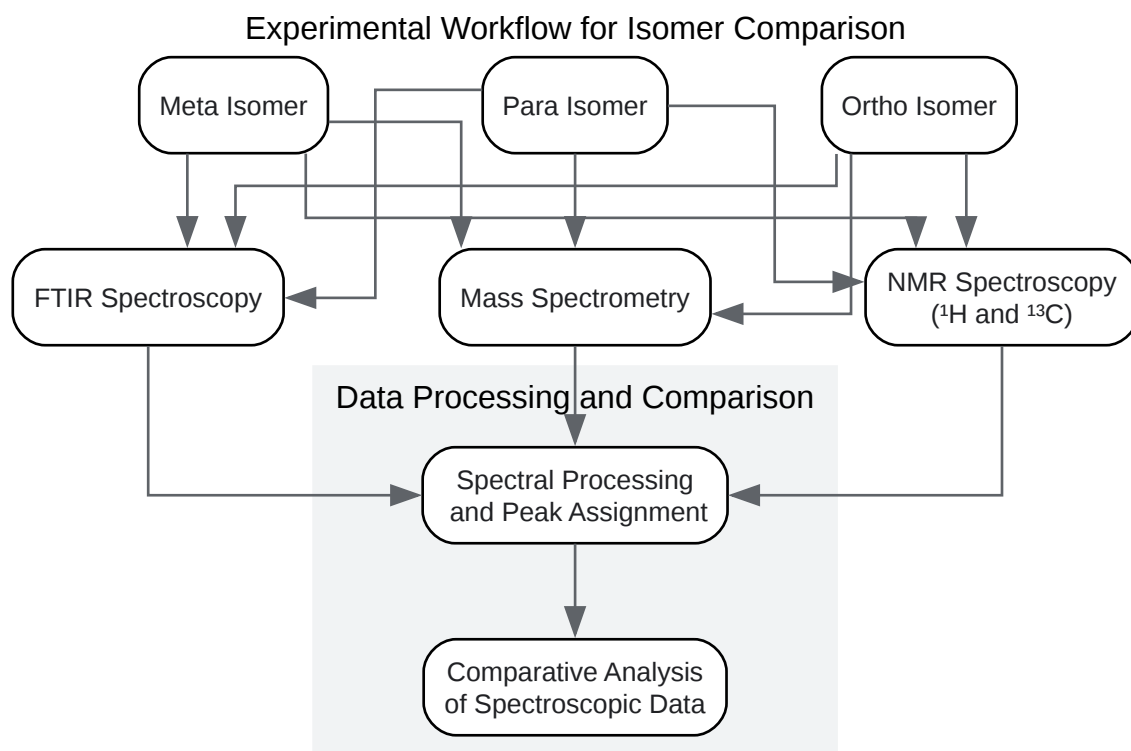 Experimental Workflow for Isomer Comparison
Meta Isomer
Para Isomer
Ortho Isomer
FTIR Spectroscopy
Mass Spectrometry
NMR Spectroscopy
(¹H and ¹³C)
Data Processing and Comparison
Spectral Processing
and Peak Assignment
Comparative Analysis
of Spectroscopic Data